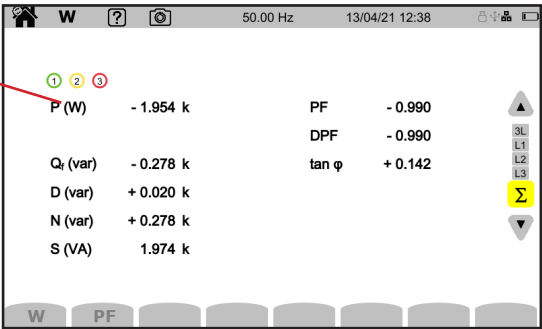 W ? 50.00 Hz 13/04/21 12:38
1 2 3
P (W) - 1.954 k PF - 0.990
DPF - 0.990
Qf (var) - 0.278 k tan φ + 0.142
D (var) + 0.020 k
N (var) + 0.278 k
S (VA) 1.974 k
3L
L1
L2
L3
Σ
W PF